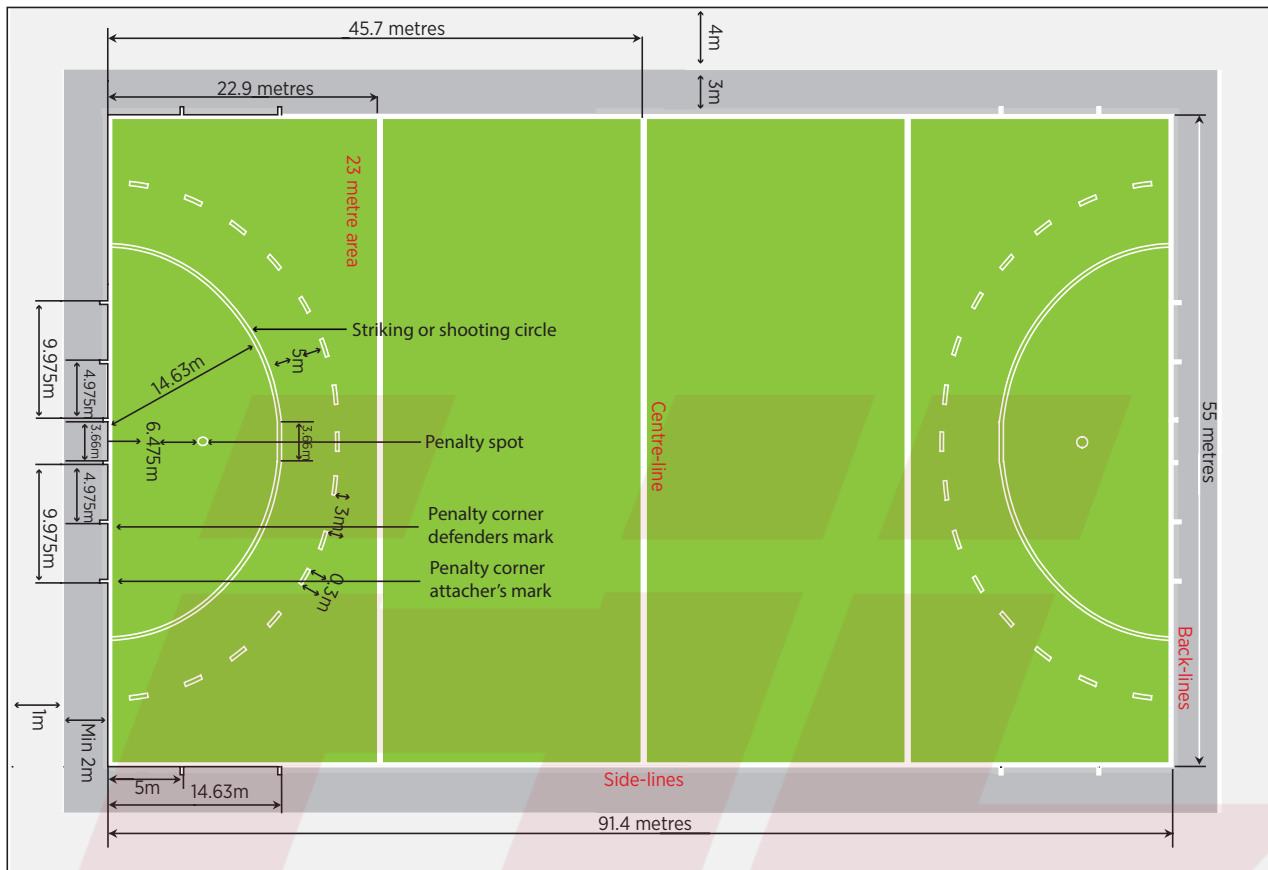 45.7 metres
4m
22.9 metres
3m
23 metre area
Striking or shooting circle
5m
14.63m
9.975m
4.975m
3.66m
6.475m
3.66m
Penalty spot
Centre-line
55 metres
4.975m
9.975m
3m
Penalty corner
defenders mark
0.3m
Penalty corner
attacher's mark
Back-lines
1m
Min 2m
5m
14.63m
Side-lines
91.4 metres